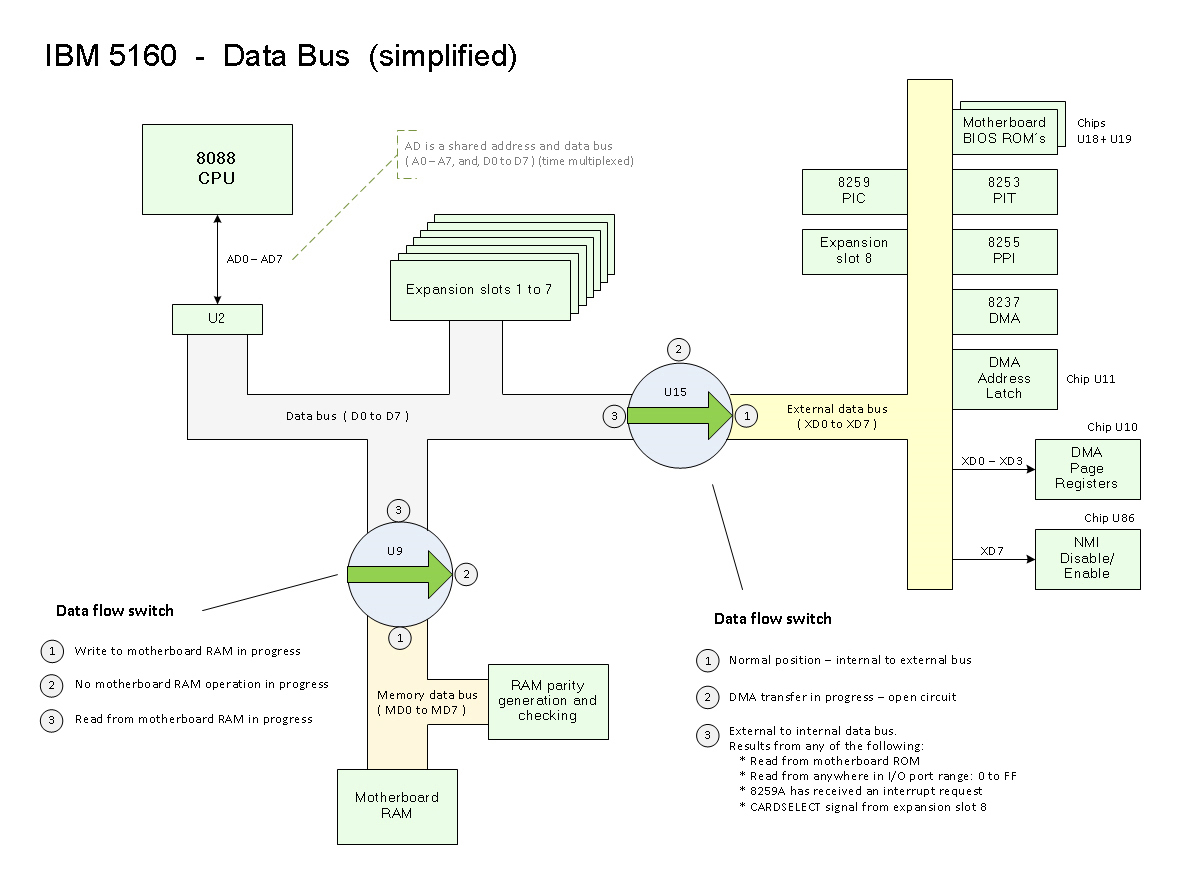 IBM 5160 - Data Bus (simplified)
8088
CPU
AD is a shared address and data bus
( A0 – A7, and, D0 to D7 ) (time multiplexed)
AD0 – AD7
U2
Expansion slots 1 to 7
Data bus ( D0 to D7 )
2
U15
3
1
External data bus
( XD0 to XD7 )
Motherboard
BIOS ROM´s
Chips
U18 + U19
8259
PIC
8253
PIT
Expansion
slot 8
8255
PPI
8237
DMA
DMA
Address
Latch
Chip U11
Chip U10
XD0 – XD3
DMA
Page
Registers
Chip U86
XD7
NMI
Disable/
Enable
3
U9
2
1
Data flow switch
1 Write to motherboard RAM in progress
2 No motherboard RAM operation in progress
3 Read from motherboard RAM in progress
Memory data bus
( MD0 to MD7 )
RAM parity
generation and
checking
Motherboard
RAM
Data flow switch
1 Normal position – internal to external bus
2 DMA transfer in progress – open circuit
3 External to internal data bus.
Results from any of the following:
* Read from motherboard ROM
* Read from anywhere in I/O port range: 0 to FF
* 8259A has received an interrupt request
* CARDSELECT signal from expansion slot 8